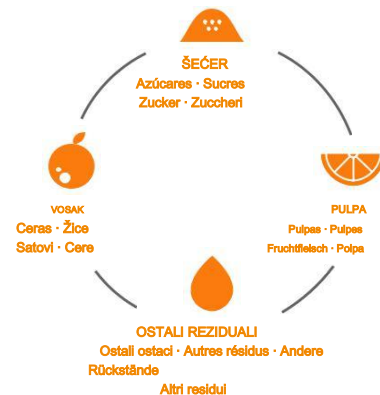 ŠEĆER
Azúcares · Sucres
Zucker · Zuccheri
VOSAK
Ceras · Žice
Satovi · Cere
PULPA
Pulpas · Pulpes
Fruchtfleisch · Polpa
OSTALI REZIDUALI
Ostali ostaci · Autres résidus · Andere
Rückstände
Altri residui